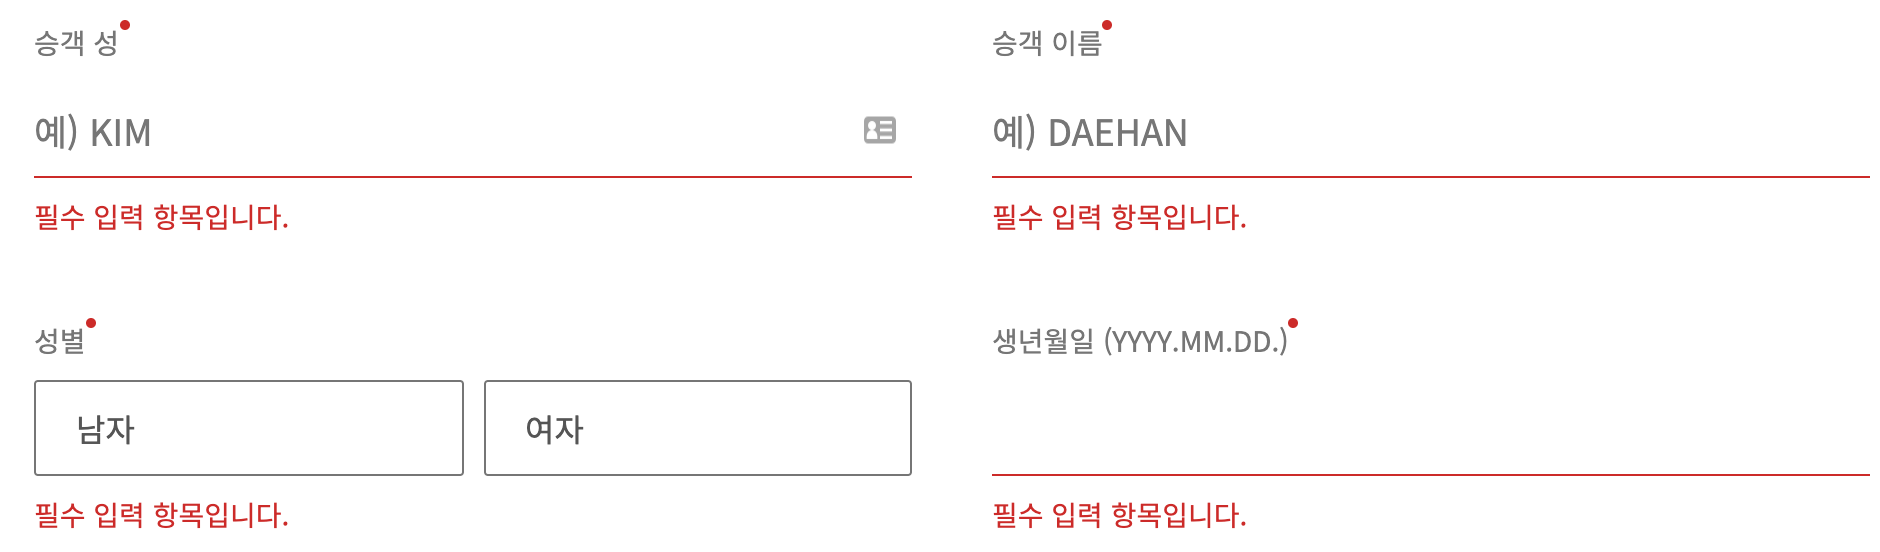 승객 성
승객 이름
예) KIM
예) DAEHAN
필수 입력 항목입니다.
필수 입력 항목입니다.
성별
생년월일 (YYYY.MM.DD.)
남자
여자
필수 입력 항목입니다.
필수 입력 항목입니다.